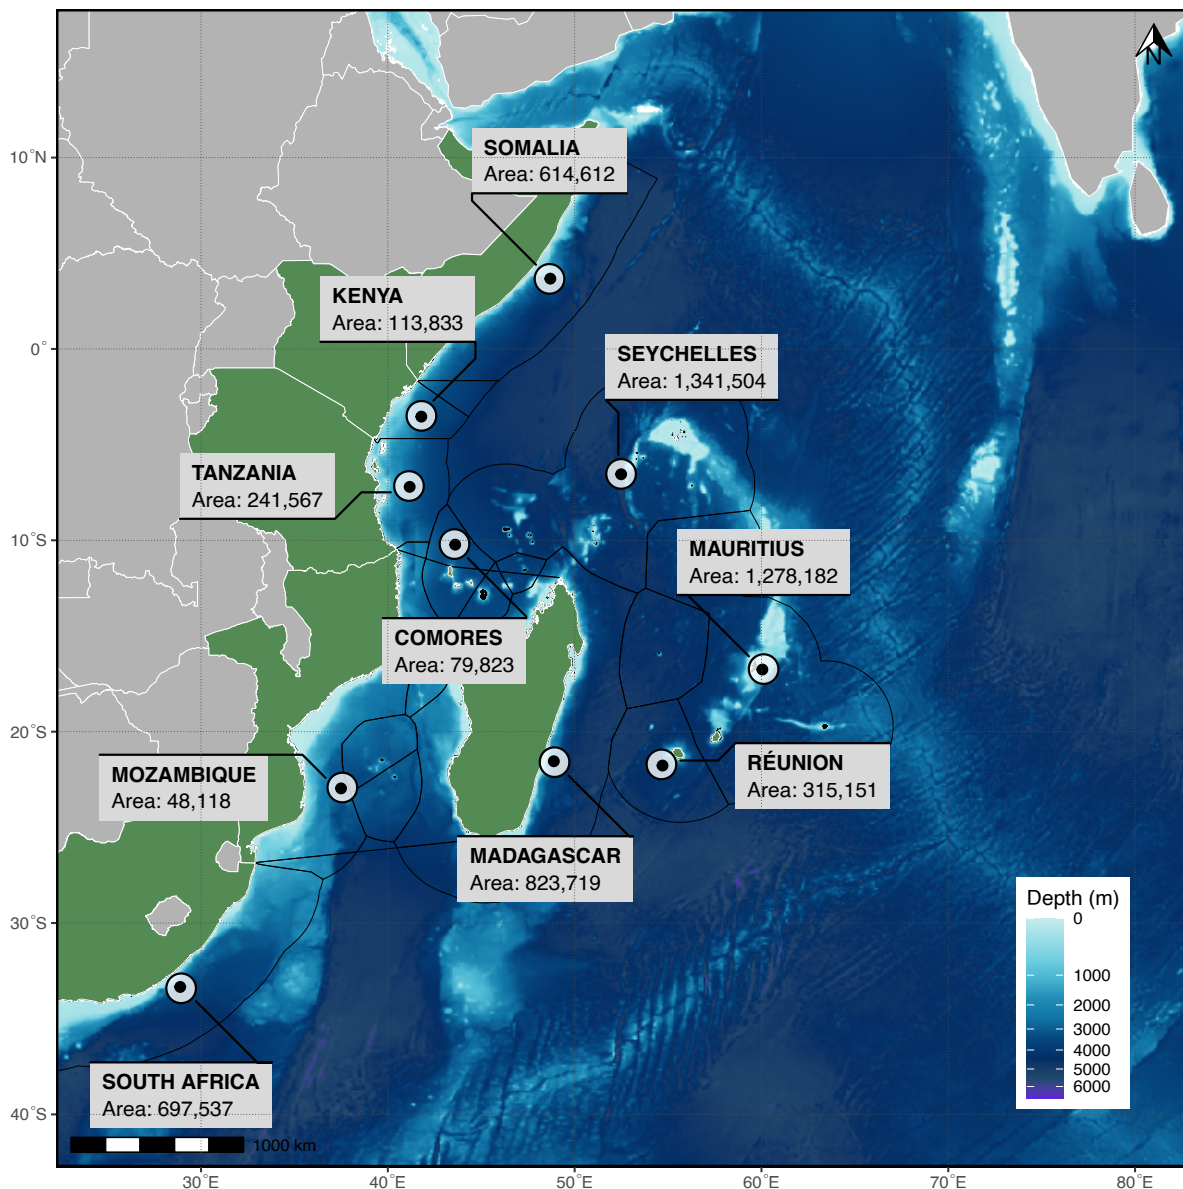 N
SOMALIA
Area: 614,612
10°N
KENYA
Area: 113,833
0°
SEYCHELLES
Area: 1,341,504
TANZANIA
Area: 241,567
10°S
MAURITIUS
Area: 1,278,182
COMORES
Area: 79,823
20°S
MOZAMBIQUE
Area: 48,118
RÉUNION
Area: 315,151
MADAGASCAR
Area: 823,719
30°S
Depth (m)
0
1000
2000
3000
4000
5000
6000
SOUTH AFRICA
Area: 697,537
40°S
1000 km
30°E
40°E
50°E
60°E
70°E
80°E